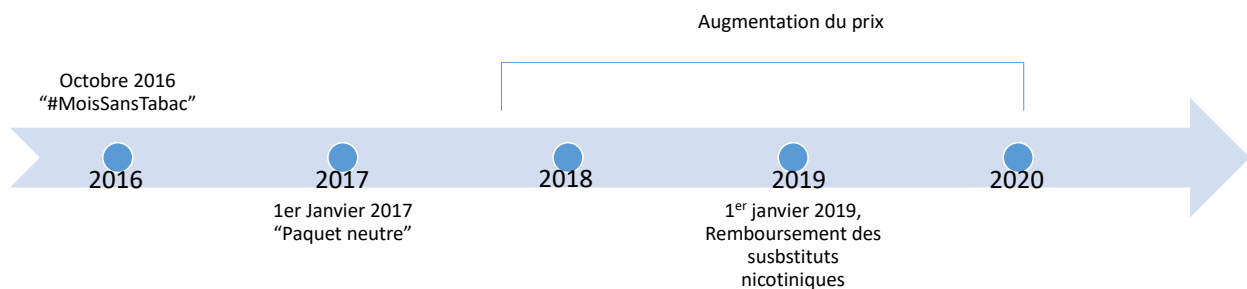 Augmentation du prix
Octobre 2016
“#MoisSansTabac”
2016
2017
2018
2019
2020
1er Janvier 2017
“Paquet neutre”
1er janvier 2019,
Remboursement des
susbstituts
nicotiniques